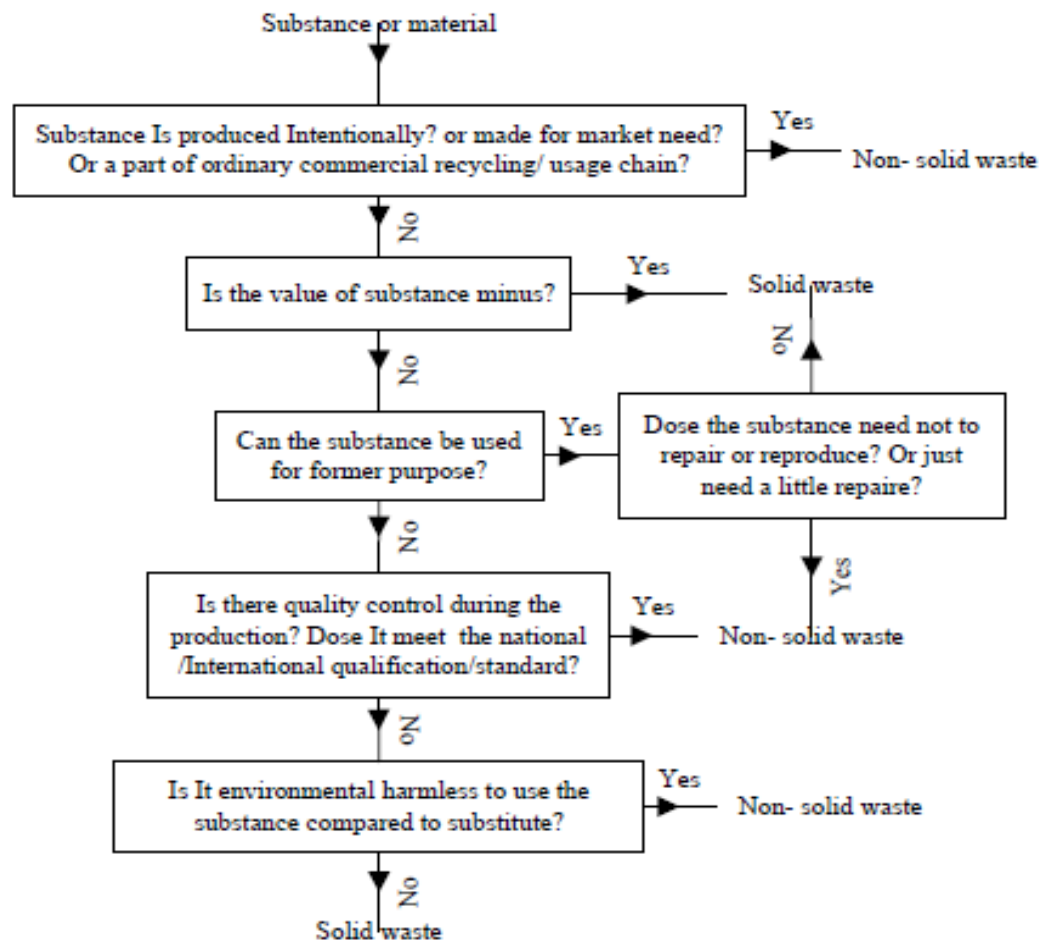 Substance or material
Substance Is produced Intentionally? or made for market need?
Or a part of ordinary commercial recycling/ usage chain?
Yes
Non- solid waste
No
Is the value of substance minus?
Yes
Solid waste
No
No
Can the substance be used
for former purpose?
Yes
Dose the substance need not to
repair or reproduce? Or just
need a little repaire?
No
Yes
Is there quality control during the
production? Dose It meet the national
/International qualification/standard?
Yes
Non- solid waste
No
Is It environmental harmless to use the
substance compared to substitute?
Yes
Non- solid waste
No
Solid waste